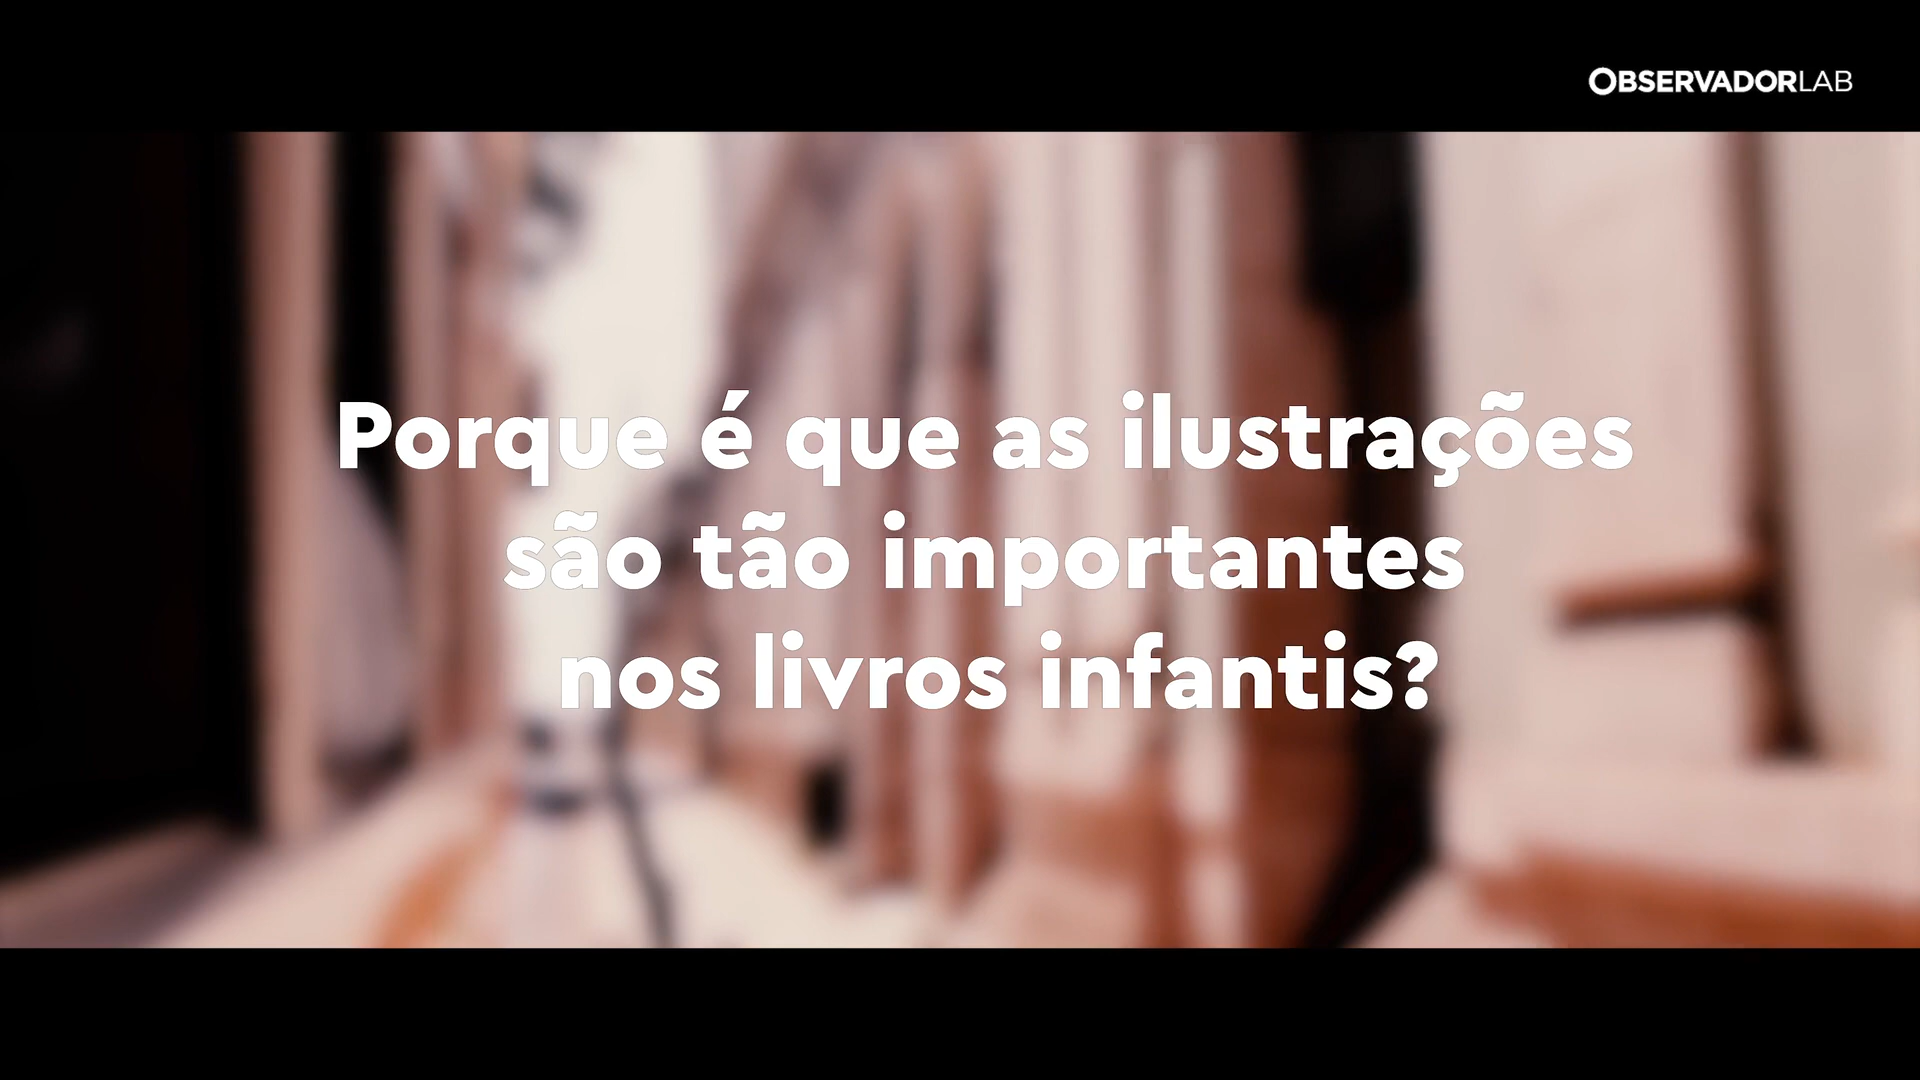 OBSERVADORLAB
Porque é que as ilustrações
são tão importantes
nos livros infantis?